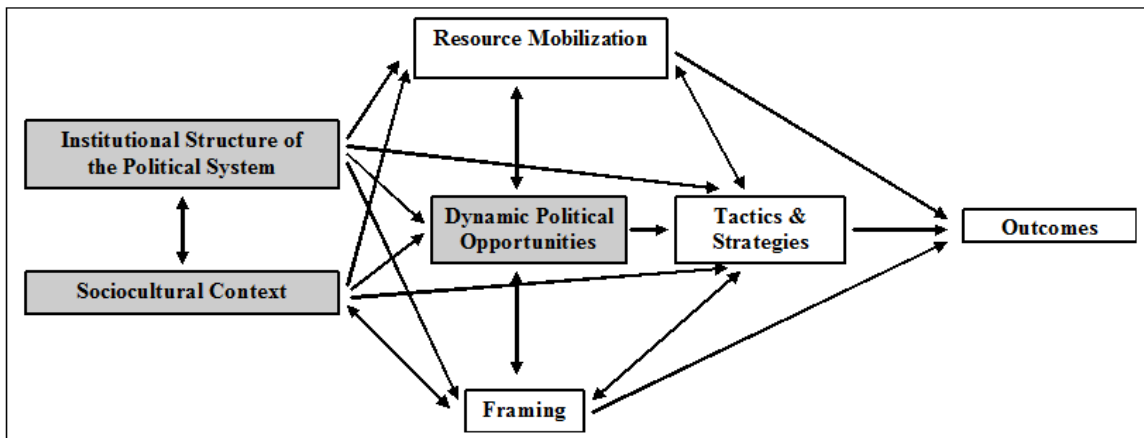 Resource Mobilization
Institutional Structure of
the Political System
Dynamic Political
Opportunities
Tactics &
Strategies
Outcomes
Sociocultural Context
Framing